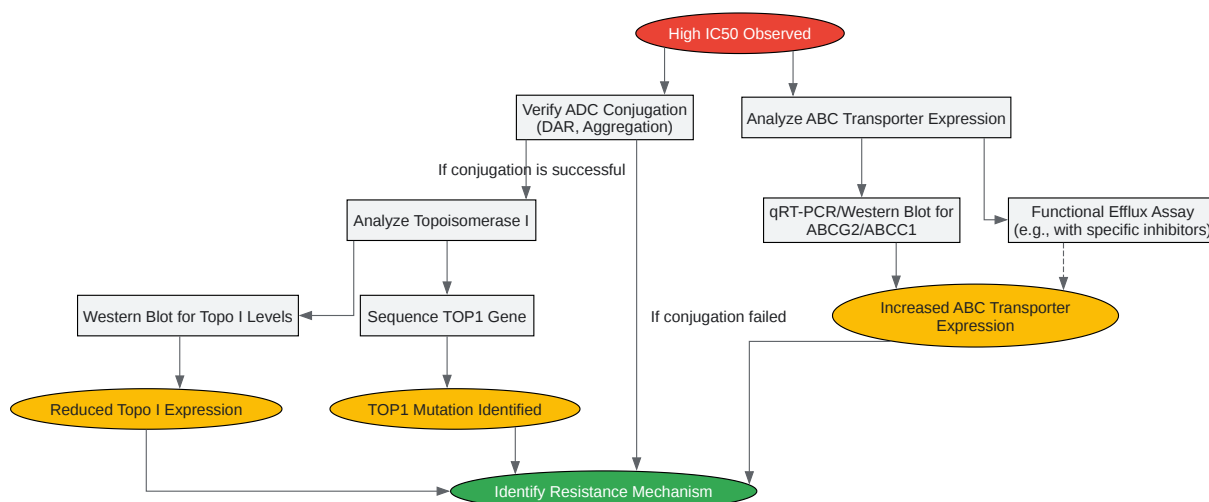 High IC50 Observed
Verify ADC Conjugation
(DAR, Aggregation)
Analyze ABC Transporter Expression
If conjugation is successful
Analyze Topoisomerase I
qRT-PCR/Western Blot for
ABCG2/ABCC1
Functional Efflux Assay
(e.g., with specific inhibitors)
Western Blot for Topo I Levels
Sequence TOP1 Gene
If conjugation failed
Increased ABC Transporter
Expression
Reduced Topo I Expression
TOP1 Mutation Identified
Identify Resistance Mechanism